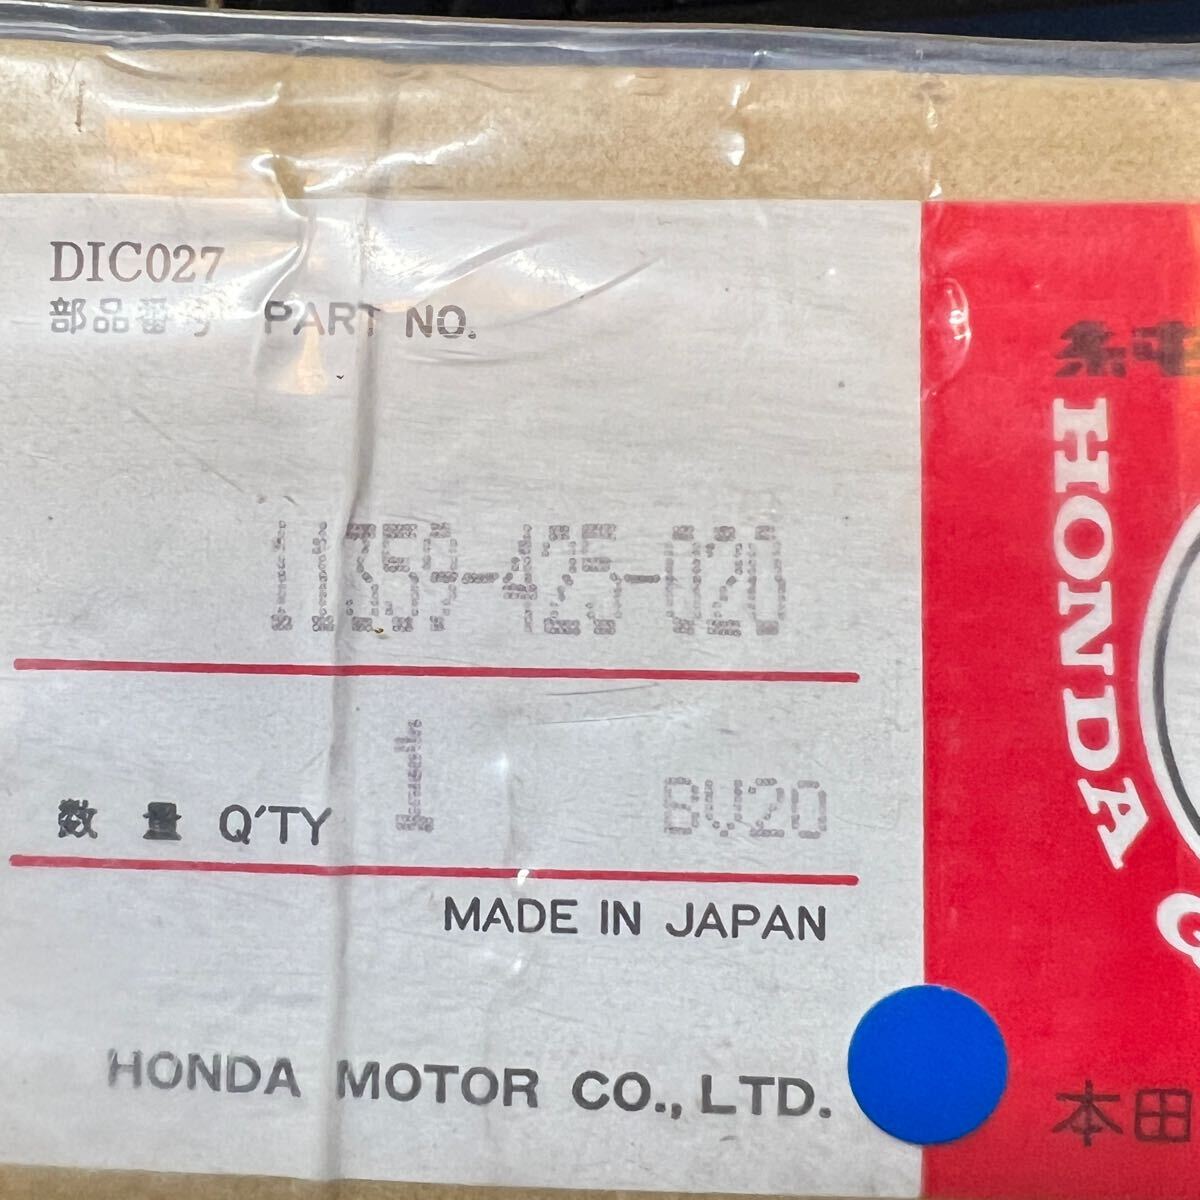 DIC027
部品番号 PART NO.
11359-425-020
数 量 Q'TY 1 BV20
MADE IN JAPAN
HONDA MOTOR CO., LTD.
純
HONDA
本田